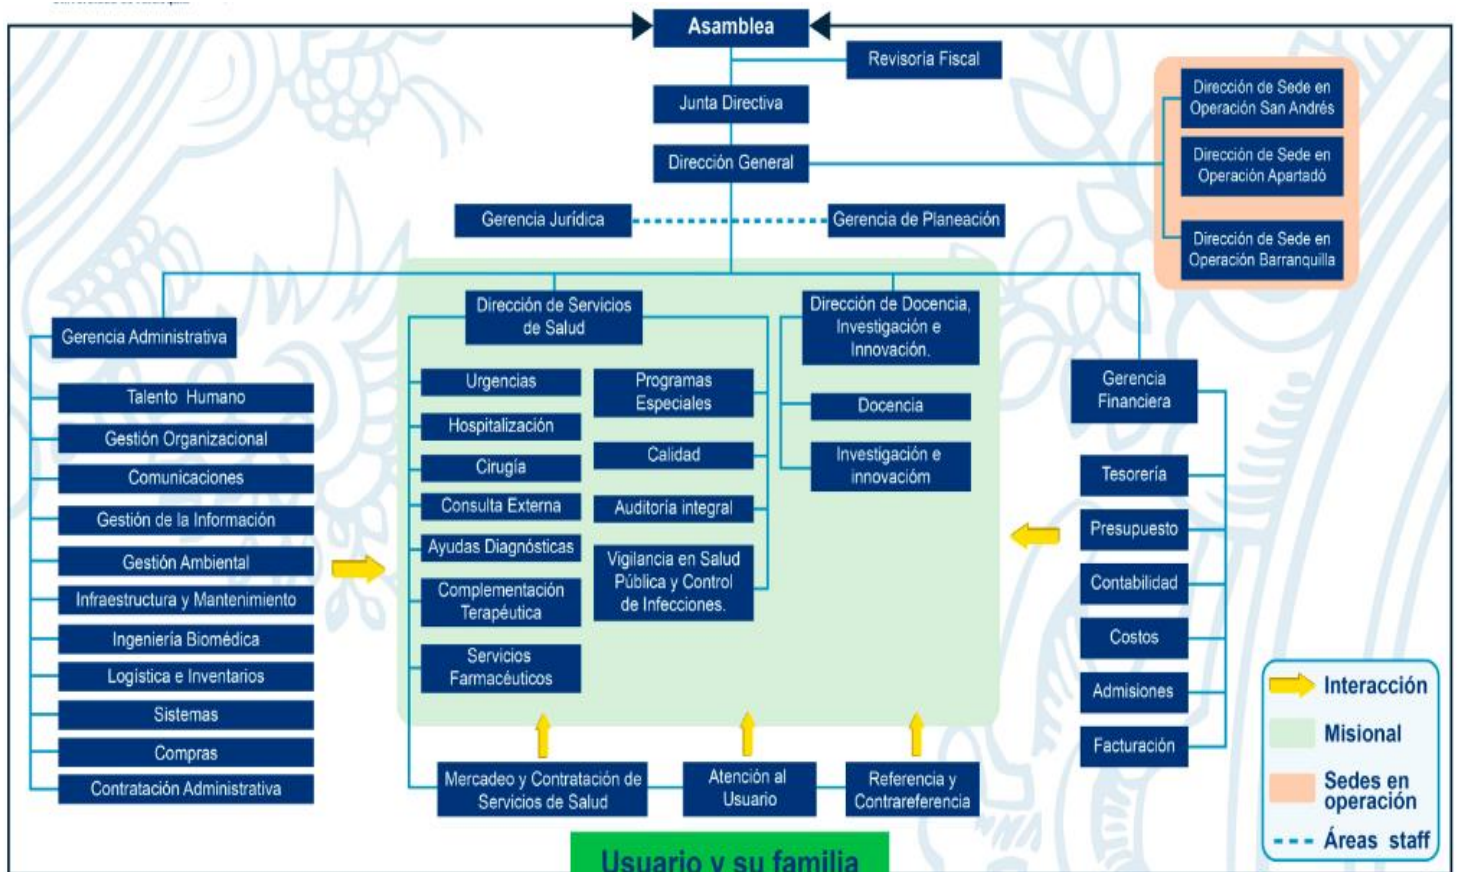 Asamblea
Revisoría Fiscal
Junta Directiva
Dirección General
Dirección de Sede en
Operación San Andrés
Dirección de Sede en
Operación Apartadó
Dirección de Sede en
Operación Barranquilla
Gerencia Jurídica
Gerencia de Planeación
Gerencia Administrativa
Talento Humano
Gestión Organizacional
Comunicaciones
Gestión de la Información
Gestión Ambiental
Infraestructura y Mantenimiento
Ingeniería Biomédica
Logística e Inventarios
Sistemas
Compras
Contratación Administrativa
Dirección de Servicios
de Salud
Urgencias
Hospitalización
Cirugía
Consulta Externa
Ayudas Diagnósticas
Complementación
Terapéutica
Servicios
Farmacéuticos
Programas
Especiales
Calidad
Auditoría integral
Vigilancia en Salud
Pública y Control
de Infecciones.
Dirección de Docencia,
Investigación e
Innovación.
Docencia
Investigación e
innovacióm
Gerencia
Financiera
Tesorería
Presupuesto
Contabilidad
Costos
Admisiones
Facturación
Mercadeo y Contratación de
Servicios de Salud
Atención al
Usuario
Referencia y
Contrareferencia
Usuario y su familia
Interacción
Misional
Sedes en
operación
Áreas staff